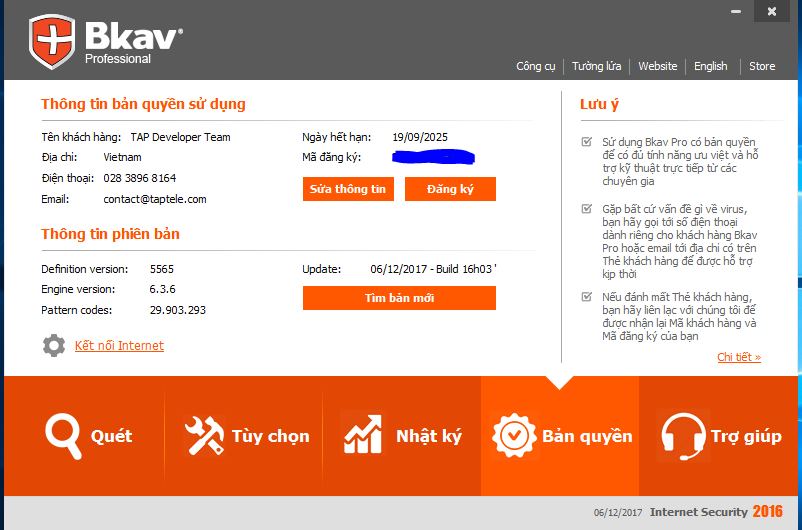 Bkav®
Professional
Công cụ
Tường lửa
Website
English
Store
Thông tin bản quyền sử dụng
Tên khách hàng: TAP Developer Team
Địa chỉ: Vietnam
Điện thoại: 028 3896 8164
Email: contact@taptele.com
Ngày hết hạn: 19/09/2025
Mã đăng ký:
Sửa thông tin
Đăng ký
Thông tin phiên bản
Definition version: 5565
Engine version: 6.3.6
Pattern codes: 29.903.293
Update: 06/12/2017 - Build 16h03 '
Tìm bản mới
Kết nối Internet
Lưu ý
Sử dụng Bkav Pro có bản quyền
để có đủ tính năng ưu việt và hỗ
trợ kỹ thuật trực tiếp từ các
chuyên gia
Gặp bất cứ vấn đề gì về virus,
bạn hãy gọi tới số điện thoại
dành riêng cho khách hàng Bkav
Pro hoặc email tới địa chỉ có trên
Thẻ khách hàng để được hỗ trợ
kịp thời
Nếu đánh mất Thẻ khách hàng,
bạn hãy liên lạc với chúng tôi để
được nhận lại Mã khách hàng và
Mã đăng ký của bạn
Chi tiết »
Quét
Tùy chọn
Nhật ký
Bản quyền
Trợ giúp
06/12/2017 Internet Security 2016